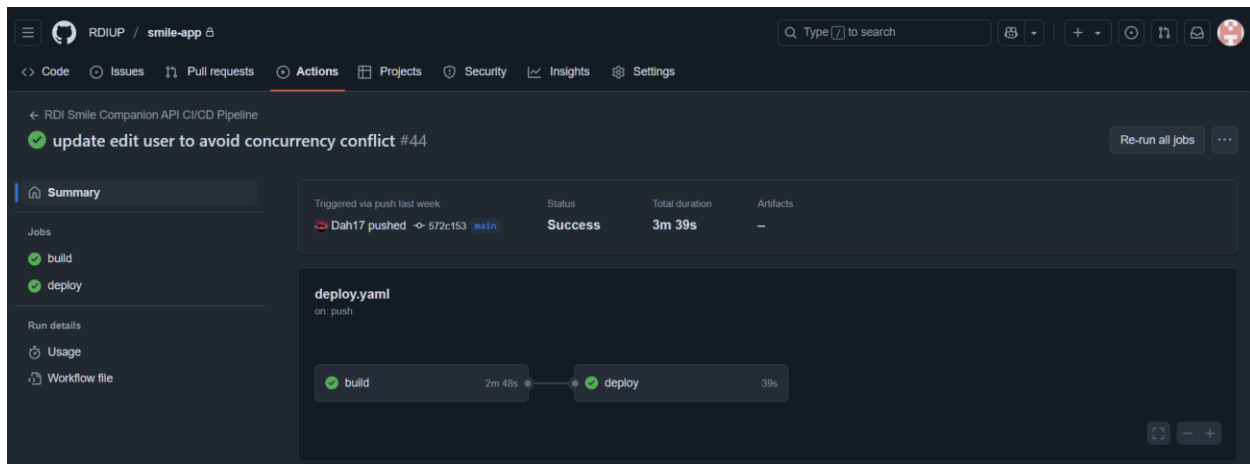 RDIUP / smile-app
Type / to search
Code Issues Pull requests Actions Projects Security Insights Settings
← RDI Smile Companion API CI/CD Pipeline
update edit user to avoid concurrency conflict #44
Re-run all jobs
Summary
Jobs
build
deploy
Run details
Usage
Workflow file
Triggered via push last week
Dah17 pushed 572c153 main
Status
Success
Total duration
3m 39s
Artifacts
–
deploy.yaml
on: push
build 2m 48s
deploy 39s